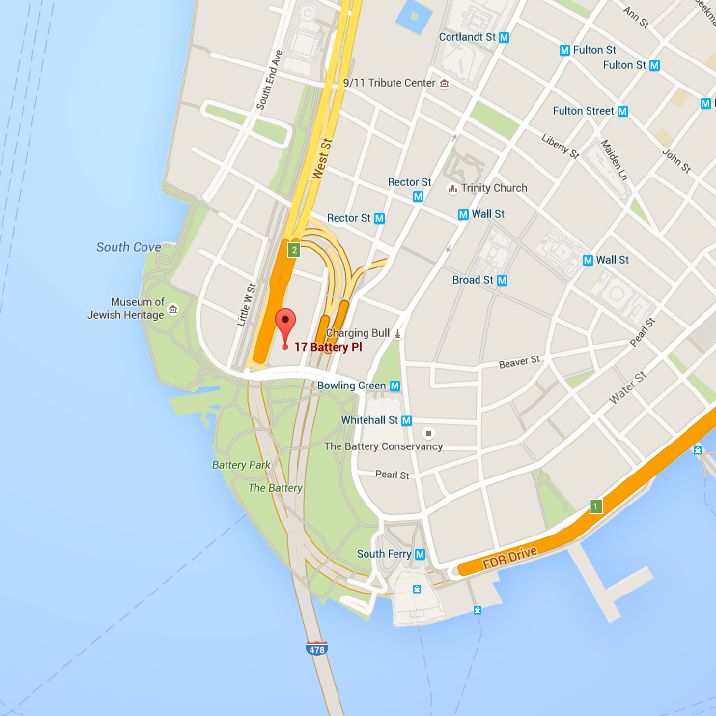 Ann St
Beekm
Cortlandt St M
M Fulton St
Fulton St M
South End Ave
9/11 Tribute Center
M
Fulton Street M
West St
Liberty St
Maiden Ln
John St
Rector St
M
Trinity Church
Rector St M
M Wall St
South Cove
2
M Wall St
Broad St M
Little W St
Museum of
Jewish Heritage
Charging Bull
Pearl St
17 Battery Pl
Beaver St
Bowling Green M
Water St
Whitehall St M
The Battery Conservancy
Battery Park
Pearl St
The Battery
1
South Ferry M
FDR Drive
478